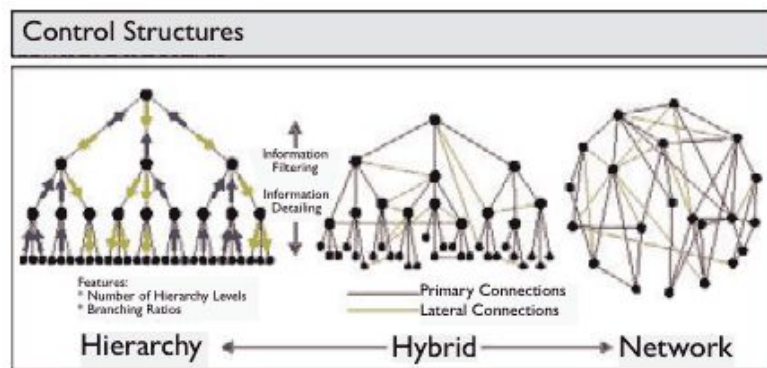 Control Structures
Information
Filtering
Information
Detailing
Features:
* Number of Hierarchy Levels
* Branching Ratios
Primary Connections
Lateral Connections
Hierarchy
Hybrid
Network